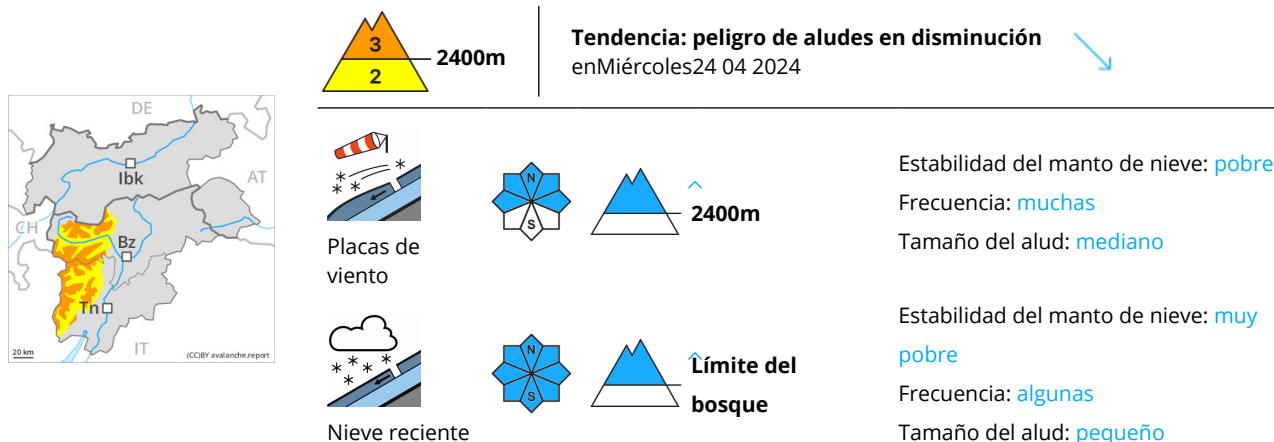 3
2
2400m
Tendencia: peligro de aludes en disminución
enMiércoles24 04 2024
DE
Ibk
AT
CH
Bz
Tn
IT
20 km
(CC)BY avalanche.report
N
S
2400m
Placas de
viento
Estabilidad del manto de nieve: pobre
Frecuencia: muchas
Tamaño del alud: mediano
N
S
Límite del
bosque
Nieve reciente
Estabilidad del manto de nieve: muy
pobre
Frecuencia: algunas
Tamaño del alud: pequeño